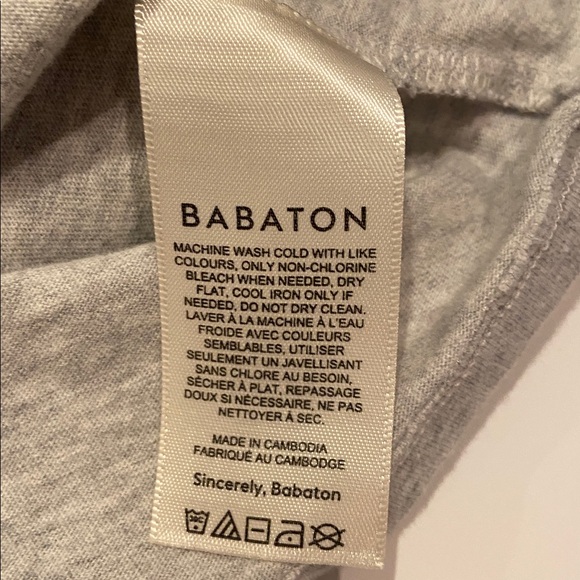 BABATON
MACHINE WASH COLD WITH LIKE
COLOURS, ONLY NON-CHLORINE
BLEACH WHEN NEEDED, DRY
FLAT, COOL IRON ONLY IF
NEEDED, DO NOT DRY CLEAN.
LAVER À LA MACHINE À L'EAU
FROIDE AVEC COULEURS
SEMBLABLES, UTILISER
SEULEMENT UN JAVELLISANT
SANS CHLORE AU BESOIN,
SÉCHER À PLAT, REPASSAGE
DOUX SI NÉCESSAIRE, NE PAS
NETTOYER À SEC.
MADE IN CAMBODIA
FABRIQUÉ AU CAMBODGE
Sincerely, Babaton
30C